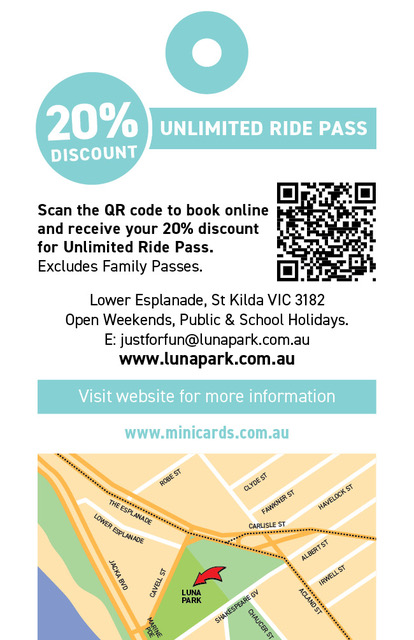 20%
DISCOUNT
UNLIMITED RIDE PASS
Scan the QR code to book online
and receive your 20% discount
for Unlimited Ride Pass.
Excludes Family Passes.
Lower Esplanade, St Kilda VIC 3182
Open Weekends, Public & School Holidays.
E: justforfun@lunapark.com.au
www.lunapark.com.au
Visit website for more information
www.minicards.com.au
ROBE ST
CLYDE ST
FAWKNER ST
HAVELOCK ST
THE ESPLANADE
LOWER ESPLANADE
CARLISLE ST
ALBERT ST
IRWELL ST
ACLAND ST
JACKA BVD
CAVELL ST
LUNA
PARK
MARINE
PDE
SHAKESPEARE GV
CHAUCER ST